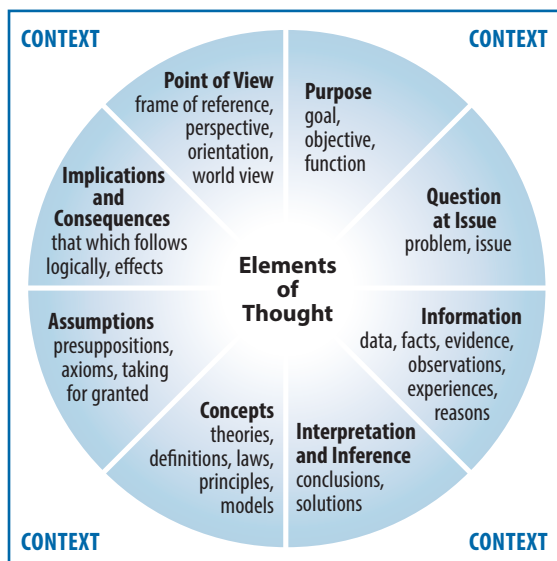 CONTEXT
CONTEXT
Point of View
frame of reference,
perspective,
orientation,
world view
Purpose
goal,
objective,
function
Implications
and
Consequences
that which follows
logically, effects
Question
at Issue
problem, issue
Elements
of
Thought
Assumptions
presuppositions,
axioms, taking
for granted
Information
data, facts, evidence,
observations,
experiences,
reasons
Concepts
theories,
definitions, laws,
principles,
models
Interpretation
and Inference
conclusions,
solutions
CONTEXT
CONTEXT